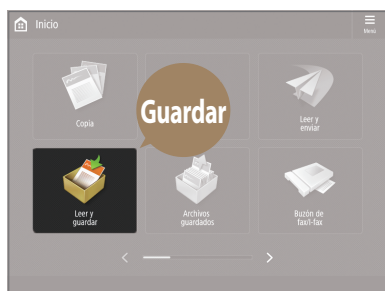 Inicio
Menú
Guardar
Copia
Leer y
enviar
Leer y
guardar
Archivos
guardados
Buzón de
fax/I-fax